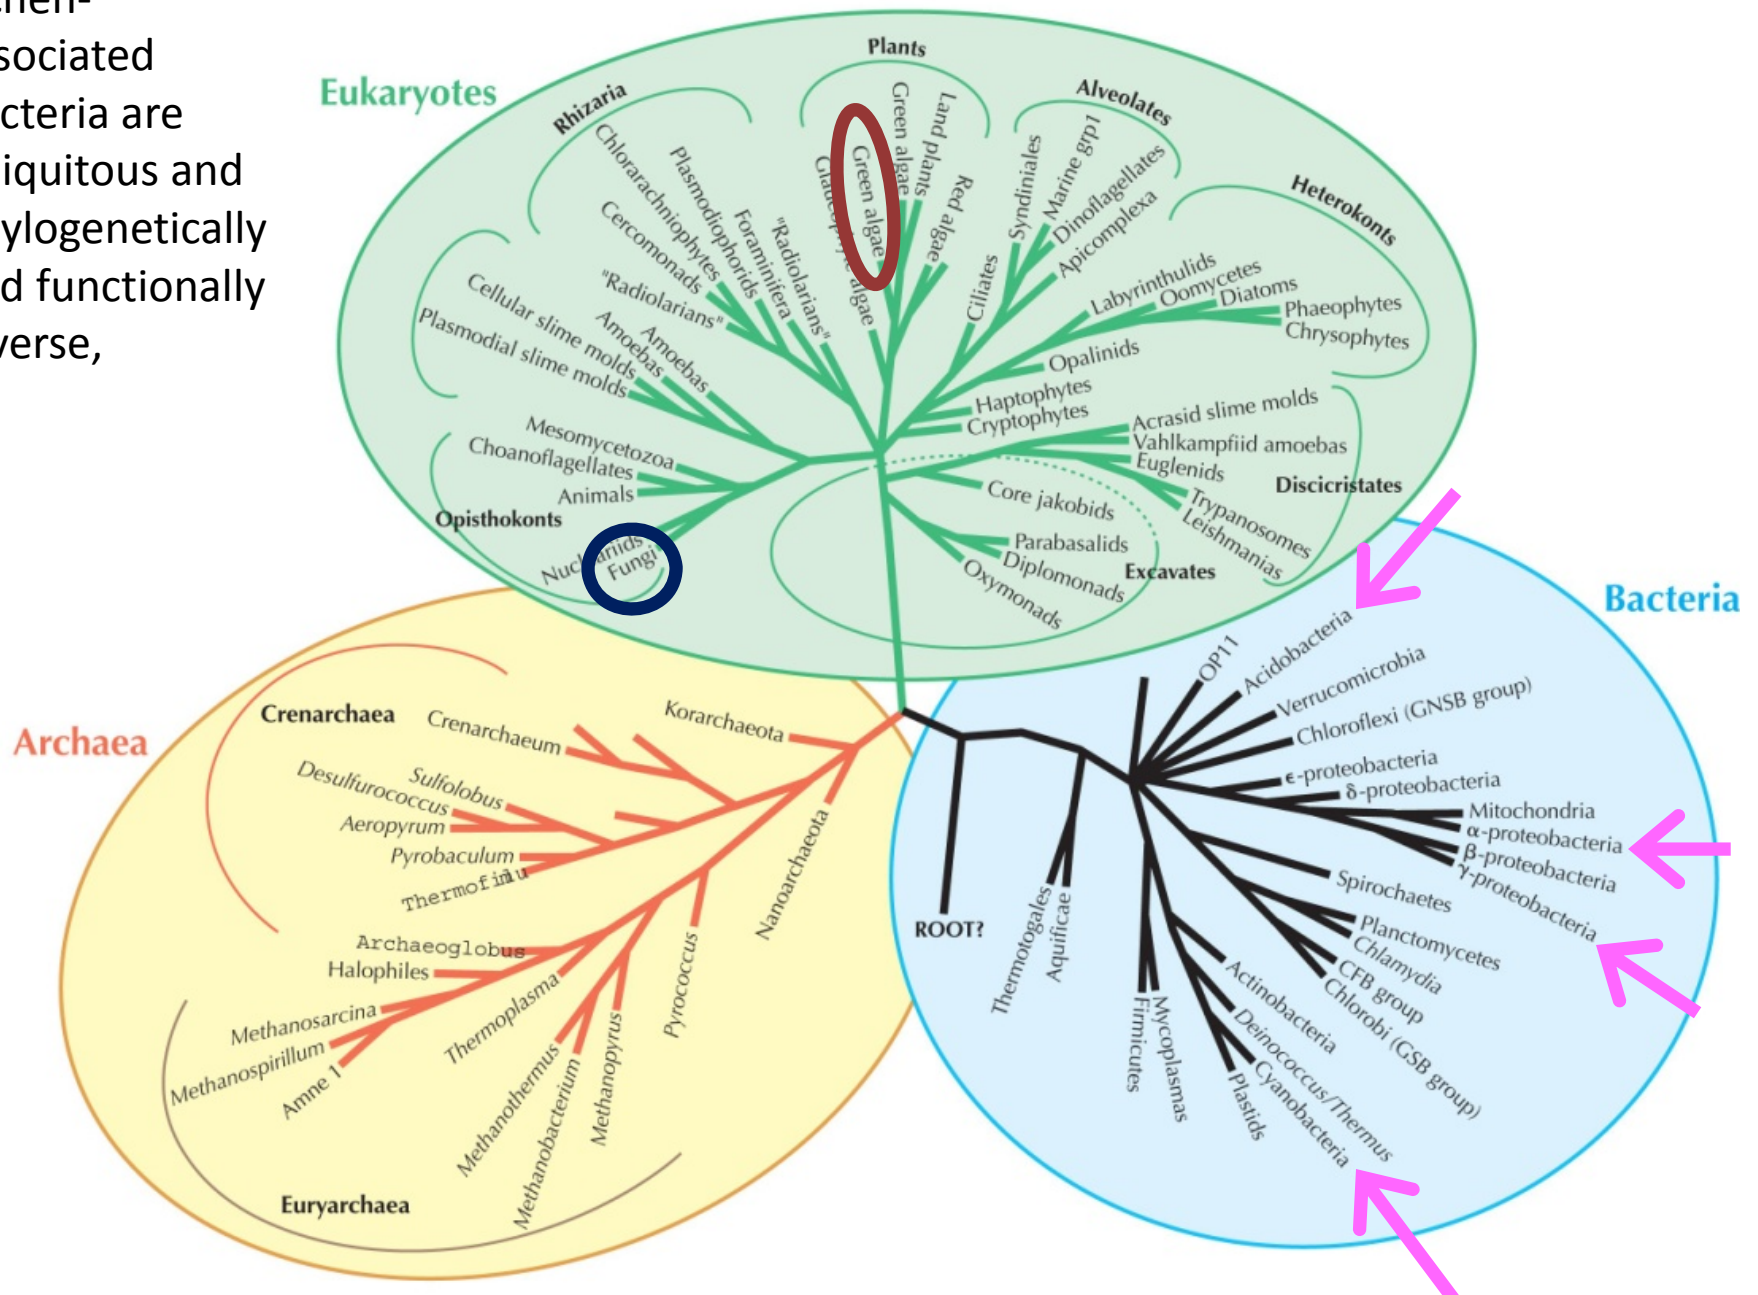 chen-
sociated
cteria are
iquitous and
ylogenetically
d functionally
verse,
Eukaryotes
Plants
Rhizaria
Alveolates
Heterokonts
Chlorarachniophytes
Plasmodiophorids
Cercomonads
Foraminifera
"Radiolarians"
"Radiolarians"
Glaucophyte algae
Green algae
Green algae
Land plants
Red algae
Ciliates
Syndiniales
Marine grp1
Dinoflagellates
Apicomplexa
Labyrinthulids
Oomycetes
Diatoms
Phaeophytes
Chrysophytes
Opalinids
Haptophytes
Cryptophytes
Cellular slime molds
Plasmodial slime molds
Amoebas
Amoebas
Mesomycetozoa
Choanoflagellates
Animals
Opisthokonts
Nucleariids
Fungi
Acrasid slime molds
Vahlkampfiid amoebas
Euglenids
Discicristates
Trypanosomes
Leishmanias
Core jakobids
Parabasalids
Diplomonads
Oxymonads
Excavates
Archaea
Crenarchaea
Crenarchaeum
Korarchaeota
Desulfurococcus
Sulfolobus
Aeropyrum
Pyrobaculum
Nanoarchaeota
Archaeoglobus
Halophiles
Methanosarcina
Methanospirillum
Amne 1
Thermoplasma
Methanothermus
Methanobacterium
Methanopyrus
Pyrococcus
Euryarchaea
Bacteria
OP11
Acidobacteria
Verrucomicrobia
Chloroflexi (GNSB group)
ϵ-proteobacteria
δ-proteobacteria
Mitochondria
α-proteobacteria
β-proteobacteria
γ-proteobacteria
Spirochaetes
Planctomycetes
Chlamydia
CFB group
Chlorobi (GSB group)
Actinobacteria
Deinococcus/Thermus
Cyanobacteria
Plastids
Mycoplasmas
Firmicutes
Aquificae
Thermotogales
ROOT?